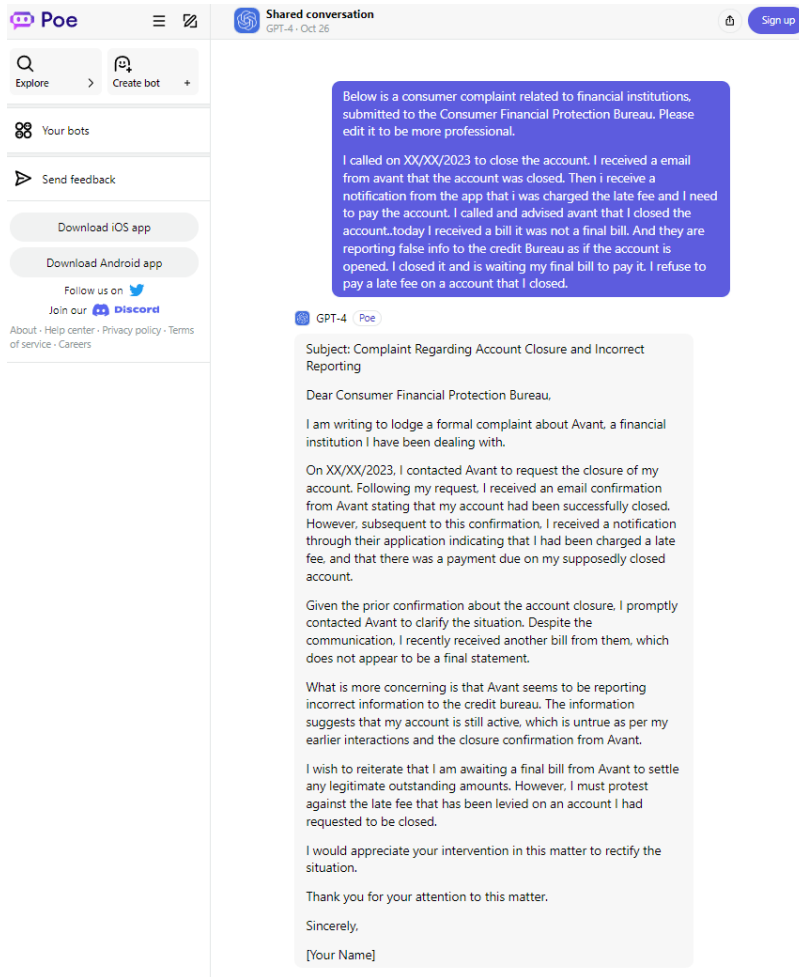 Poe
Explore
Create bot +
Your bots
Send feedback
Download iOS app
Download Android app
Follow us on
Join our Discord
About · Help center · Privacy policy · Terms
of service · Careers
Shared conversation
GPT-4 · Oct 26
Sign up
Below is a consumer complaint related to financial institutions,
submitted to the Consumer Financial Protection Bureau. Please
edit it to be more professional.
I called on XX/XX/2023 to close the account. I received a email
from avant that the account was closed. Then i receive a
notification from the app that i was charged the late fee and I need
to pay the account. I called and advised avant that I closed the
account..today I received a bill it was not a final bill. And they are
reporting false info to the credit Bureau as if the account is
opened. I closed it and is waiting my final bill to pay it. I refuse to
pay a late fee on a account that I closed.
GPT-4 Poe
Subject: Complaint Regarding Account Closure and Incorrect
Reporting
Dear Consumer Financial Protection Bureau,
I am writing to lodge a formal complaint about Avant, a financial
institution I have been dealing with.
On XX/XX/2023, I contacted Avant to request the closure of my
account. Following my request, I received an email confirmation
from Avant stating that my account had been successfully closed.
However, subsequent to this confirmation, I received a notification
through their application indicating that I had been charged a late
fee, and that there was a payment due on my supposedly closed
account.
Given the prior confirmation about the account closure, I promptly
contacted Avant to clarify the situation. Despite the
communication, I recently received another bill from them, which
does not appear to be a final statement.
What is more concerning is that Avant seems to be reporting
incorrect information to the credit bureau. The information
suggests that my account is still active, which is untrue as per my
earlier interactions and the closure confirmation from Avant.
I wish to reiterate that I am awaiting a final bill from Avant to settle
any legitimate outstanding amounts. However, I must protest
against the late fee that has been levied on an account I had
requested to be closed.
I would appreciate your intervention in this matter to rectify the
situation.
Thank you for your attention to this matter.
Sincerely,
[Your Name]